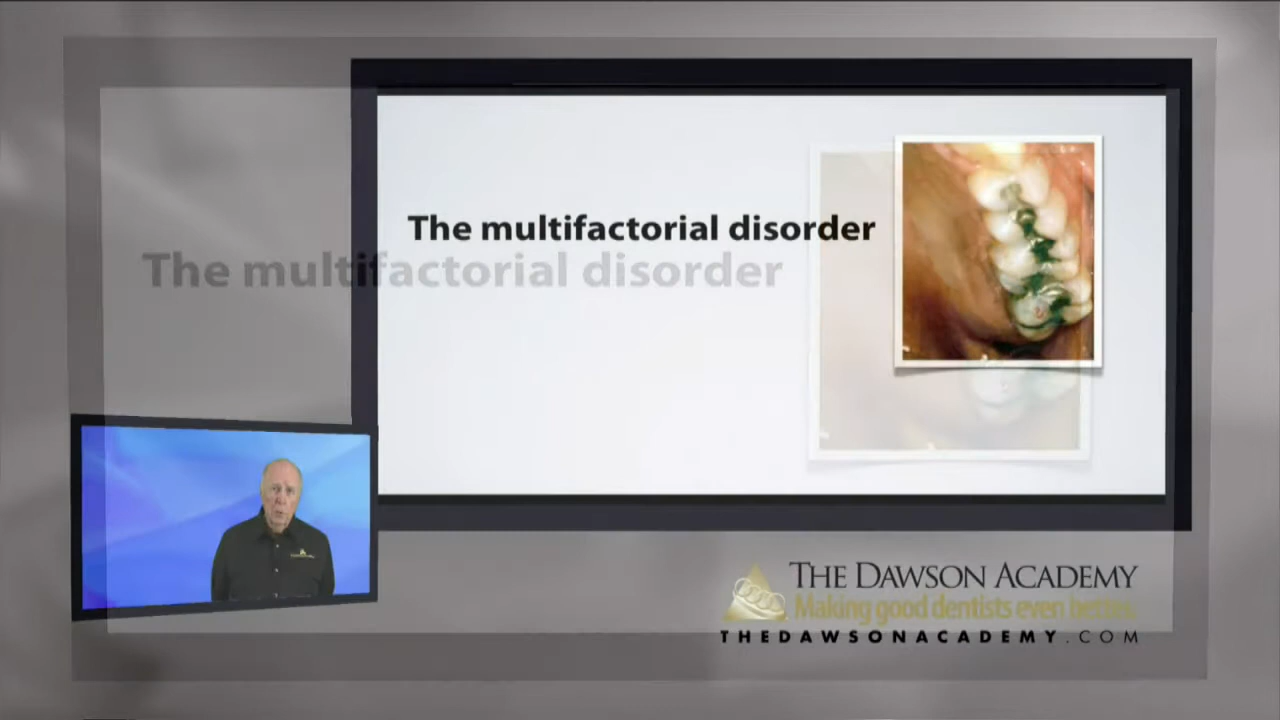 The multifactorial disorder
The multifactorial disorder
THE DAWSON ACADEMY
Making good dentists even better.
THEDAWSONACADEMY.COM